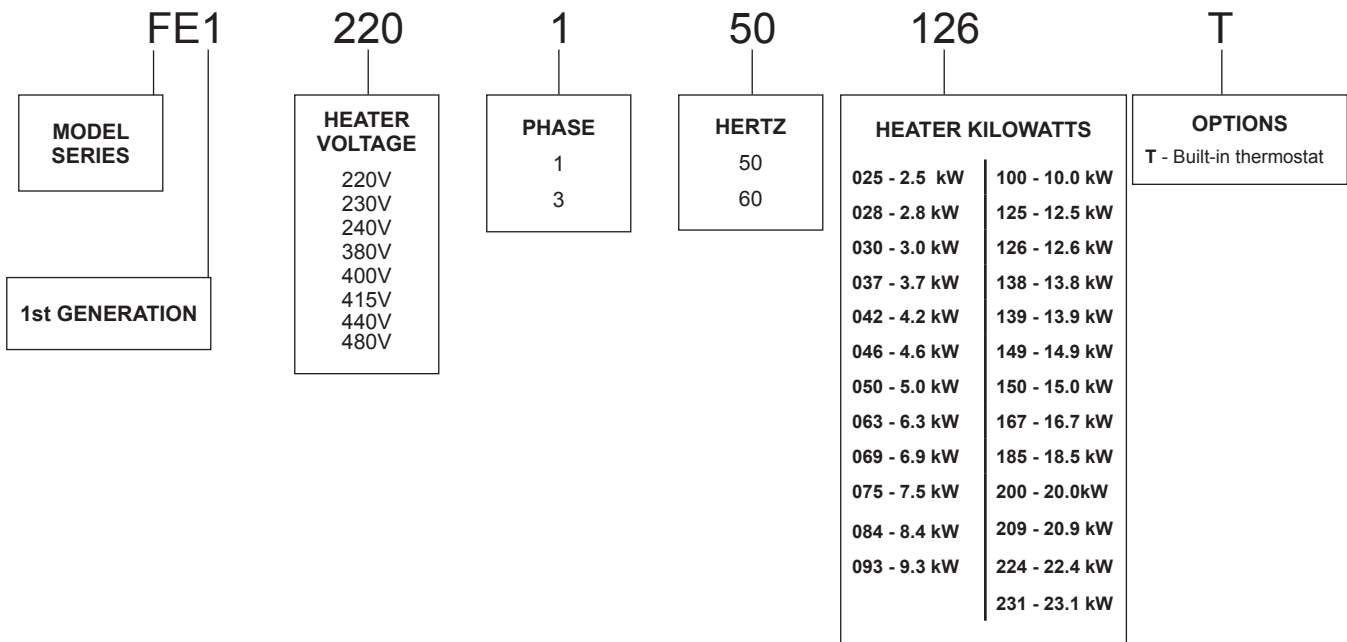 FE1 220 1 50 126 T
MODEL
SERIES
1st GENERATION
HEATER
VOLTAGE
220V
230V
240V
380V
400V
415V
440V
480V
PHASE
1
3
HERTZ
50
60
HEATER KILOWATTS
025 - 2.5 kW
028 - 2.8 kW
030 - 3.0 kW
037 - 3.7 kW
042 - 4.2 kW
046 - 4.6 kW
050 - 5.0 kW
063 - 6.3 kW
069 - 6.9 kW
075 - 7.5 kW
084 - 8.4 kW
093 - 9.3 kW
100 - 10.0 kW
125 - 12.5 kW
126 - 12.6 kW
138 - 13.8 kW
139 - 13.9 kW
149 - 14.9 kW
150 - 15.0 kW
167 - 16.7 kW
185 - 18.5 kW
200 - 20.0kW
209 - 20.9 kW
224 - 22.4 kW
231 - 23.1 kW
OPTIONS
T - Built-in thermostat